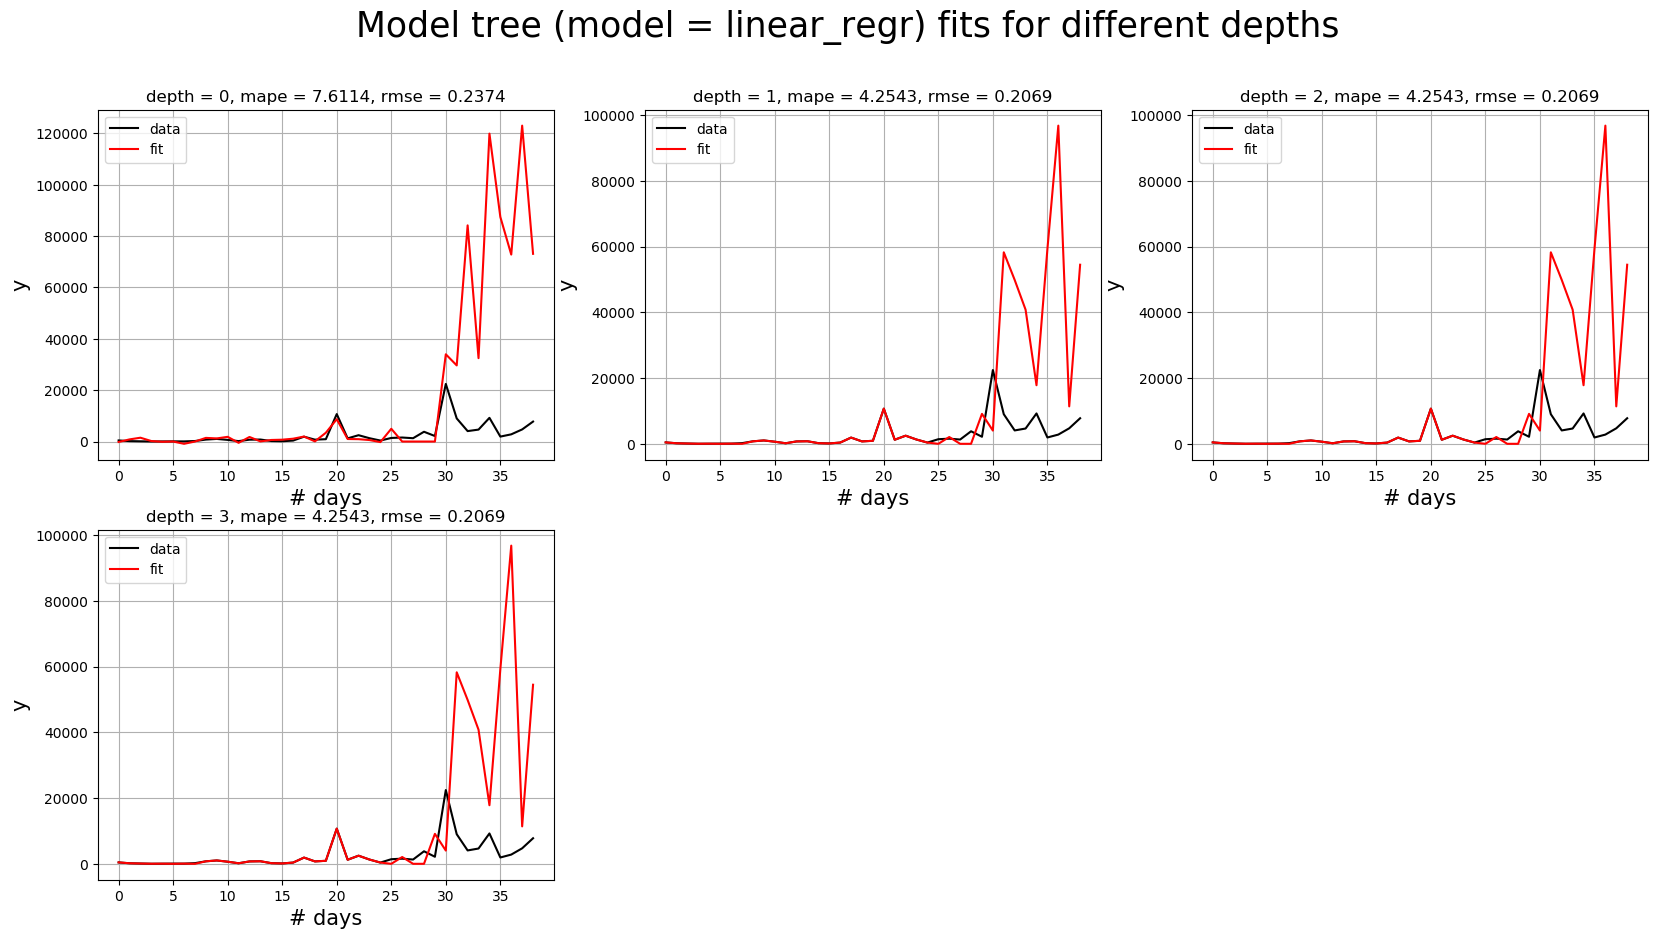 Model tree (model = linear_regr) fits for different depths
depth = 0, mape = 7.6114, rmse = 0.2374
data
fit
120000
100000
80000
60000
40000
20000
0
y
0 5 10 15 20 25 30 35
# days
depth = 1, mape = 4.2543, rmse = 0.2069
data
fit
100000
80000
60000
40000
20000
0
y
0 5 10 15 20 25 30 35
# days
depth = 2, mape = 4.2543, rmse = 0.2069
data
fit
100000
80000
60000
40000
20000
0
y
0 5 10 15 20 25 30 35
# days
depth = 3, mape = 4.2543, rmse = 0.2069
data
fit
100000
80000
60000
40000
20000
0
y
0 5 10 15 20 25 30 35
# days